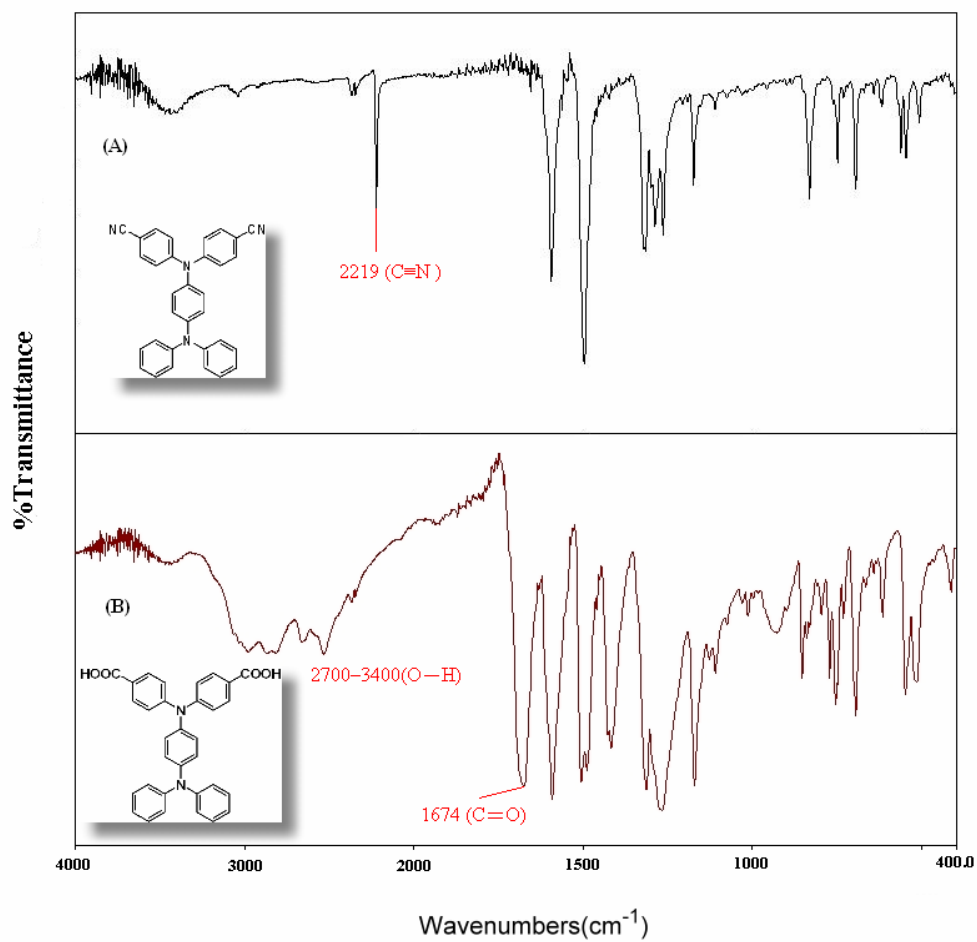 (A)
NC
CN
N
N
2219 (C≡N )
%Transmittance
(B)
2700−3400(O—H)
HOOC
COOH
N
N
1674 (C=O)
4000
3000
2000
1500
1000
400.0
Wavenumbers(cm⁻¹)